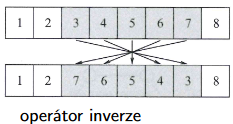 1 2 3 4 5 6 7 8
1 2 7 6 5 4 3 8
operátor inverze